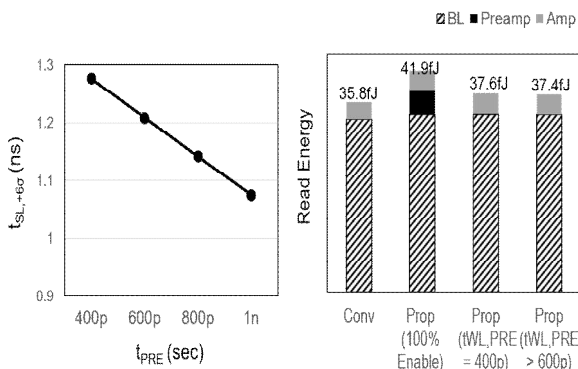 BL Preamp Amp
1.3
1.2
1.1
1
0.9
tSL,+6σ (ns)
400p 600p 800p 1n
tPRE (sec)
Read Energy
35.8fJ
41.9fJ
37.6fJ
37.4fJ
Conv Prop Prop Prop
(100% (tWL,PRE (tWL,PRE
Enable) = 400p) > 600p)